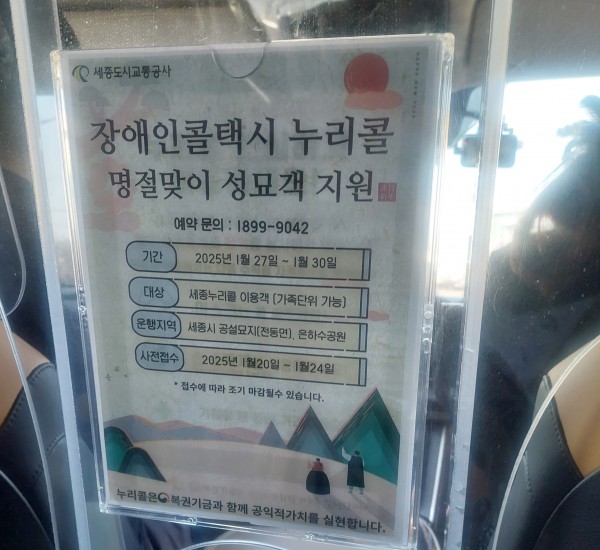 세종도시교통공사
장애인콜택시 누리콜
명절맞이 성묘객 지원
예약 문의 : 1899-9042
기간 2025년 1월 27일 ~ 1월 30일
대상 세종누리콜 이용객 (가족단위 가능)
운행지역 세종시 공설묘지(전동면), 은하수공원
사전접수 2025년 1월20일 ~ 1월24일
* 접수에 따라 조기 마감될수 있습니다.
누리콜은 복권기금과 함께 공익적가치를 실현합니다.